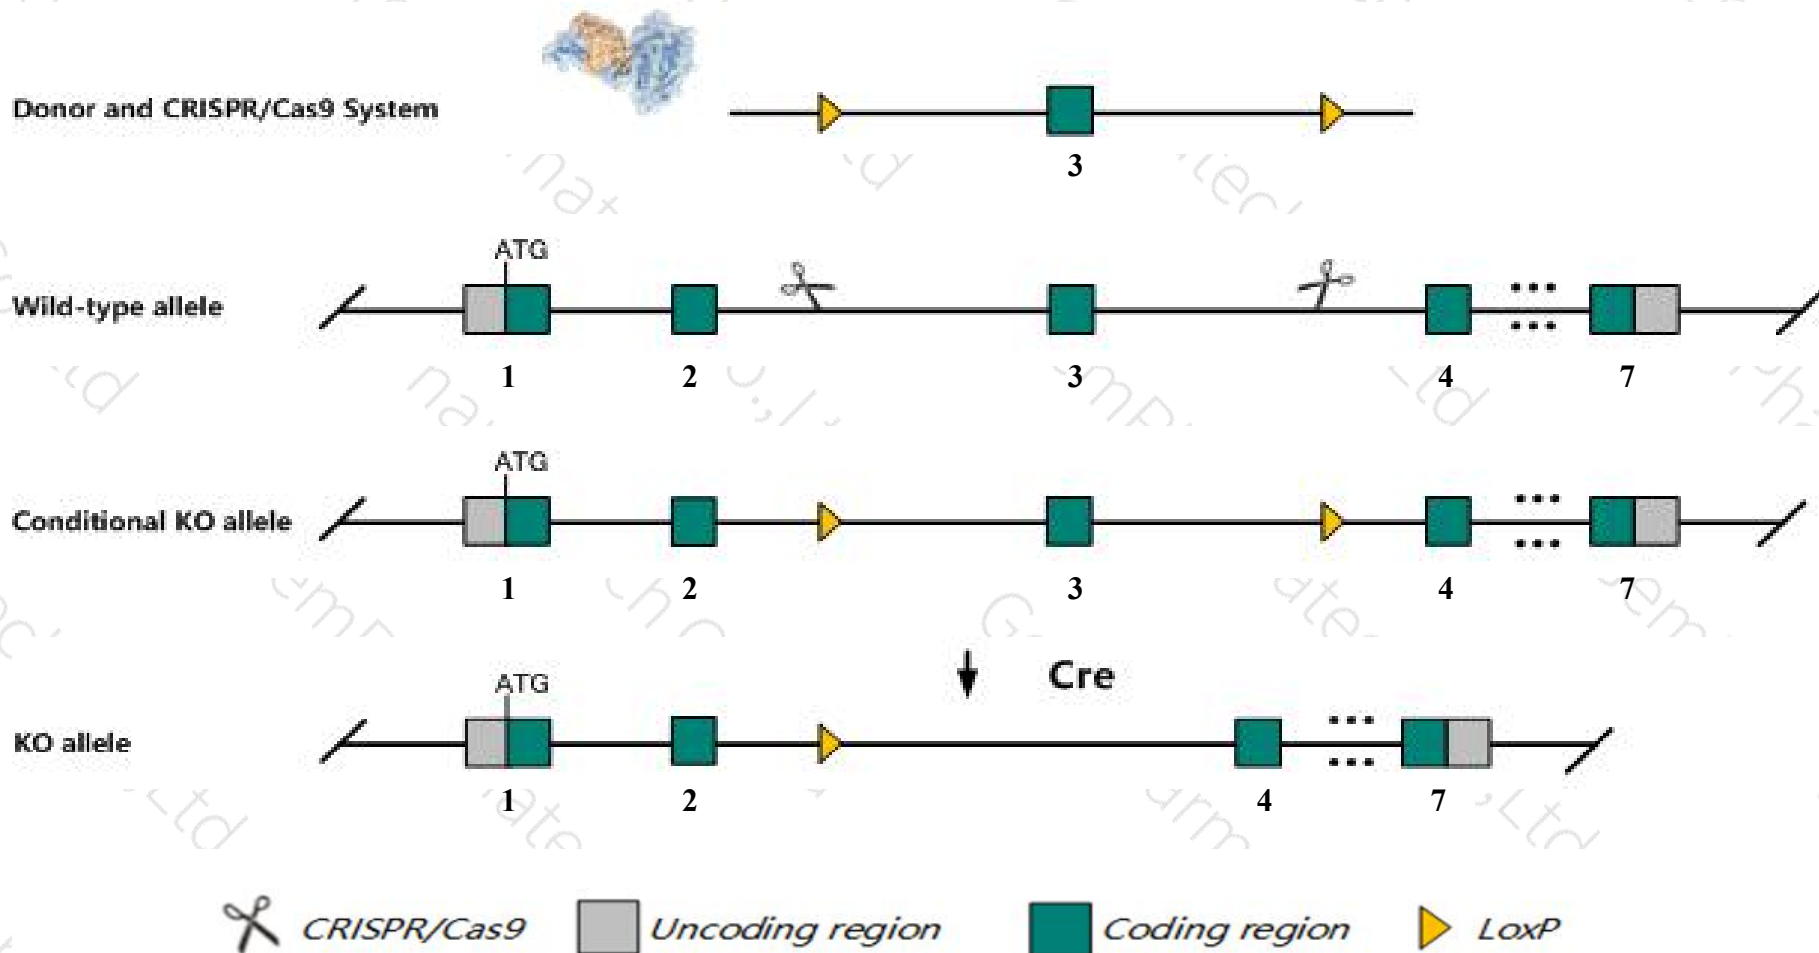 Donor and CRISPR/Cas9 System
3
ATG
Wild-type allele
1 2 3 4 7
ATG
Conditional KO allele
1 2 3 4 7
Cre
ATG
KO allele
1 2 4 7
CRISPR/Cas9 Uncoding region Coding region LoxP